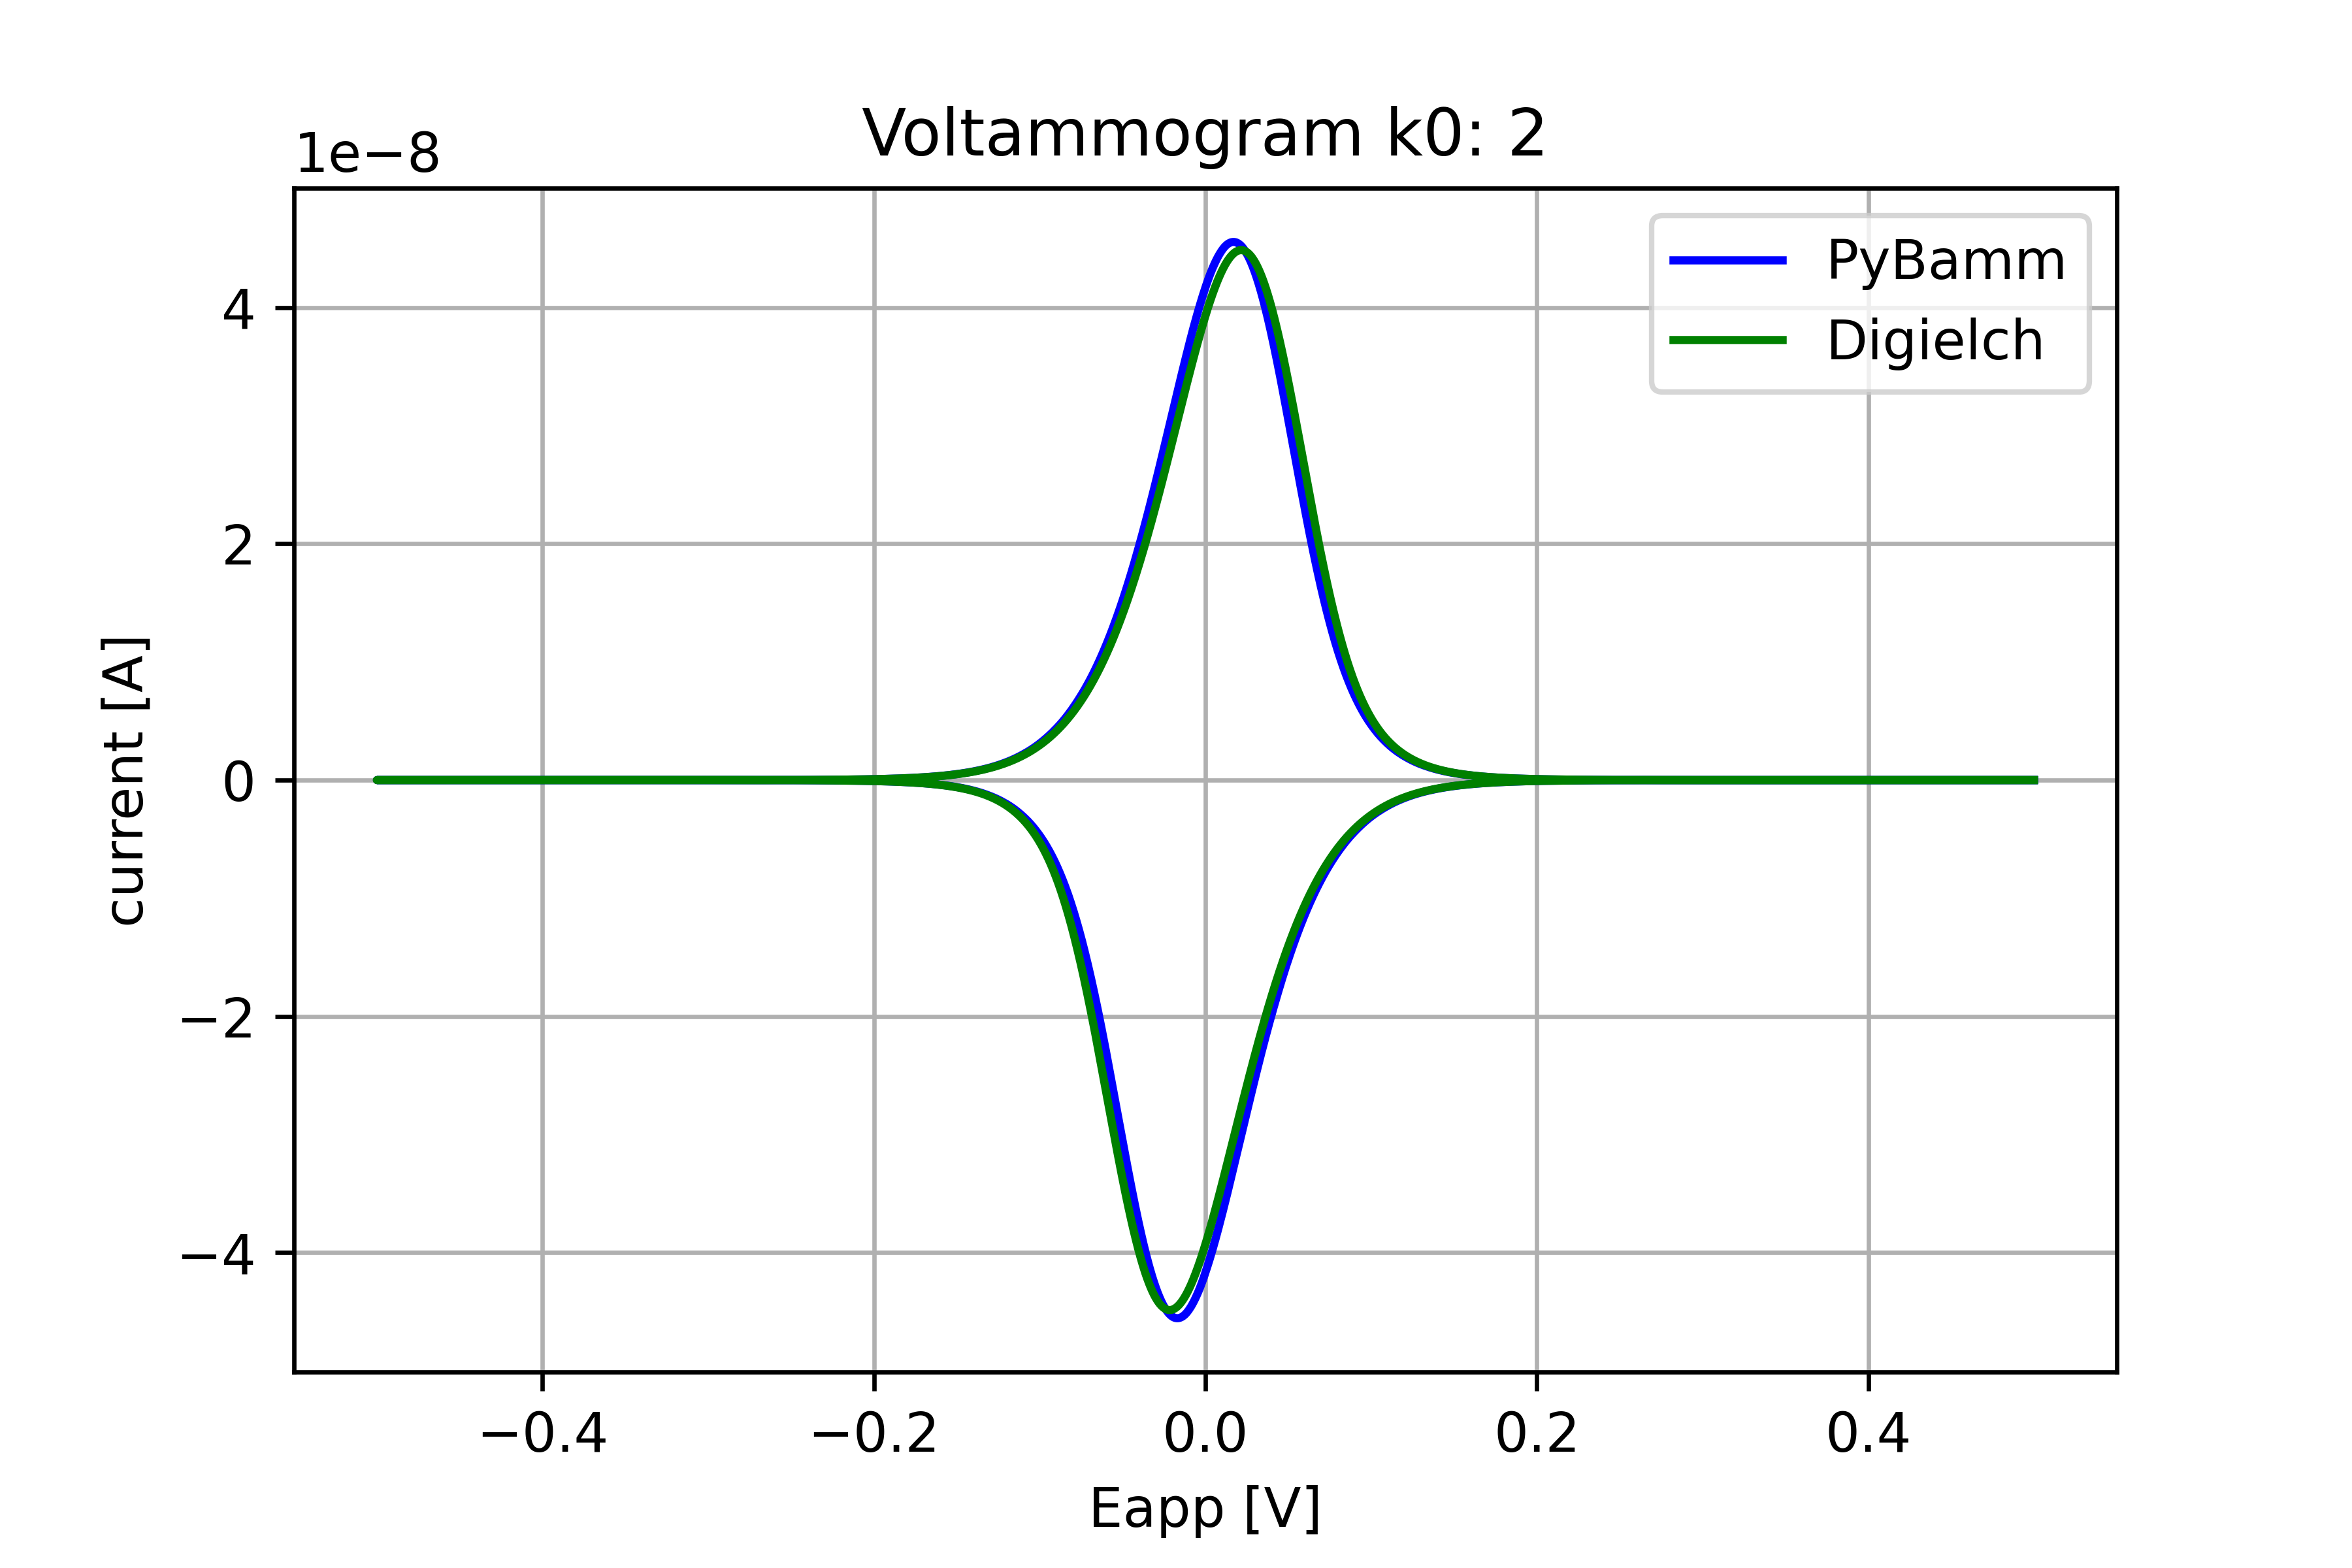 Voltammogram k0: 2
1e−8
PyBamm
Digielch
4
2
0
−2
−4
current [A]
−0.4 −0.2 0.0 0.2 0.4
Eapp [V]